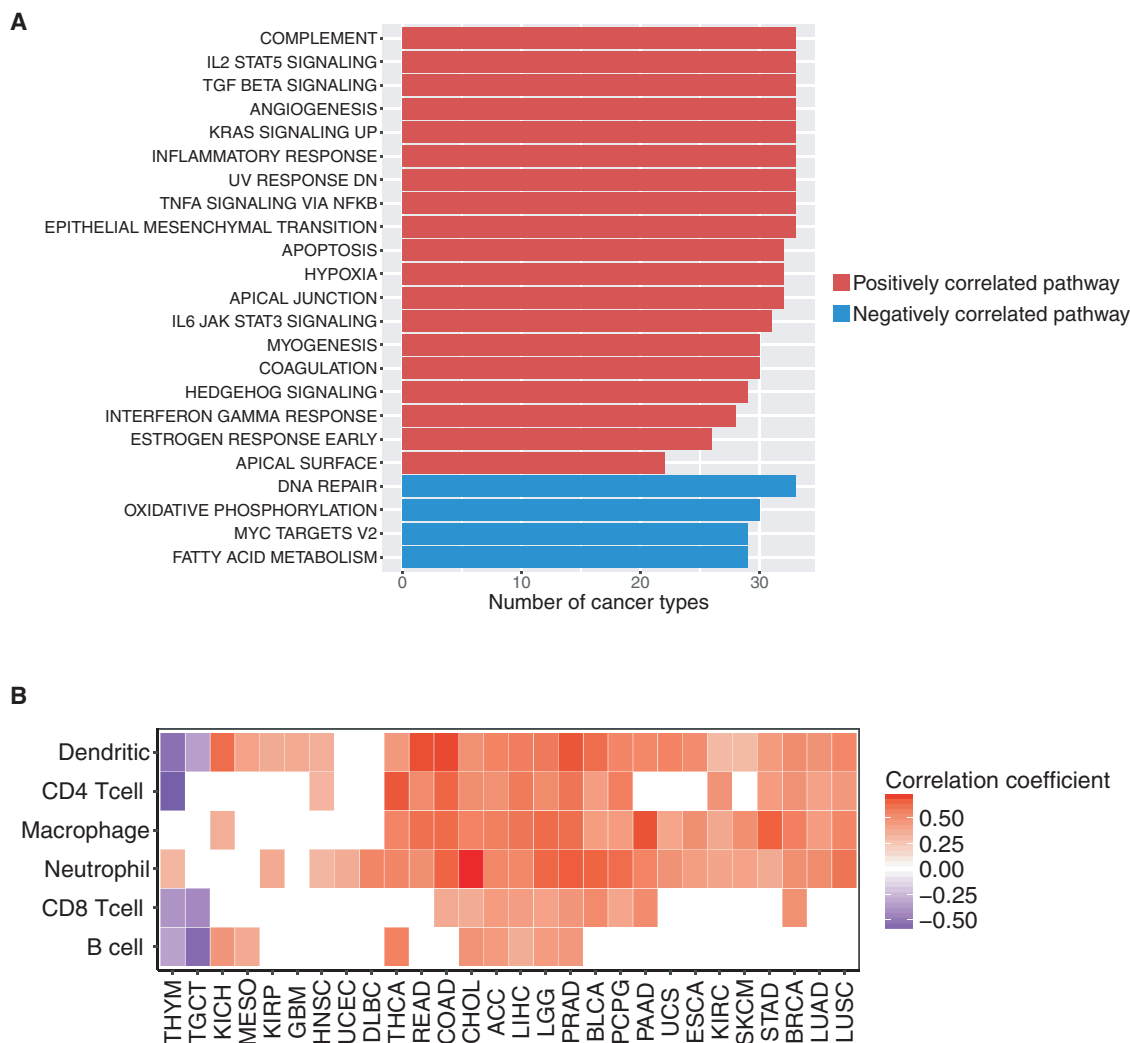 A
COMPLEMENT
IL2 STAT5 SIGNALING
TGF BETA SIGNALING
ANGIOGENESIS
KRAS SIGNALING UP
INFLAMMATORY RESPONSE
UV RESPONSE DN
TNFA SIGNALING VIA NFKB
EPITHELIAL MESENCHYMAL TRANSITION
APOPTOSIS
HYPOXIA
APICAL JUNCTION
IL6 JAK STAT3 SIGNALING
MYOGENESIS
COAGULATION
HEDGEHOG SIGNALING
INTERFERON GAMMA RESPONSE
ESTROGEN RESPONSE EARLY
APICAL SURFACE
DNA REPAIR
OXIDATIVE PHOSPHORYLATION
MYC TARGETS V2
FATTY ACID METABOLISM
0 10 20 30
Number of cancer types
Positively correlated pathway
Negatively correlated pathway
B
Dendritic
CD4 Tcell
Macrophage
Neutrophil
CD8 Tcell
B cell
THYM
TGCT
KICH
MESO
KIRP
GBM
HNSC
UCEC
DLBC
THCA
READ
COAD
CHOL
ACC
LIHC
LGG
PRAD
BLCA
PCPG
PAAD
UCS
ESCA
KIRC
SKCM
STAD
BRCA
LUAD
LUSC
Correlation coefficient
0.50
0.25
0.00
−0.25
−0.50